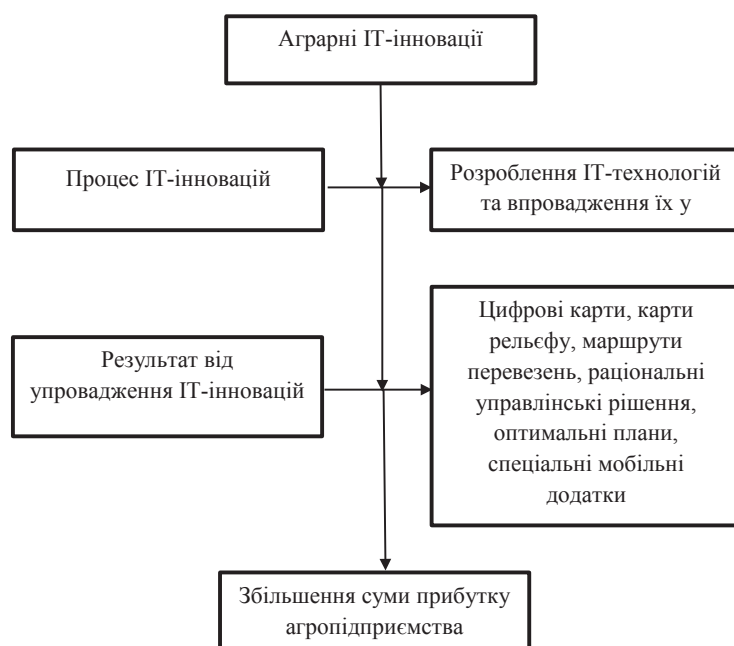 Аграрні ІТ-інновації
Процес ІТ-інновацій
Розроблення ІТ-технологій
та впровадження їх у
Результат від
упровадження ІТ-інновацій
Цифрові карти, карти
рельєфу, маршрути
перевезень, раціональні
управлінські рішення,
оптимальні плани,
спеціальні мобільні
додатки
Збільшення суми прибутку
агропідприємства